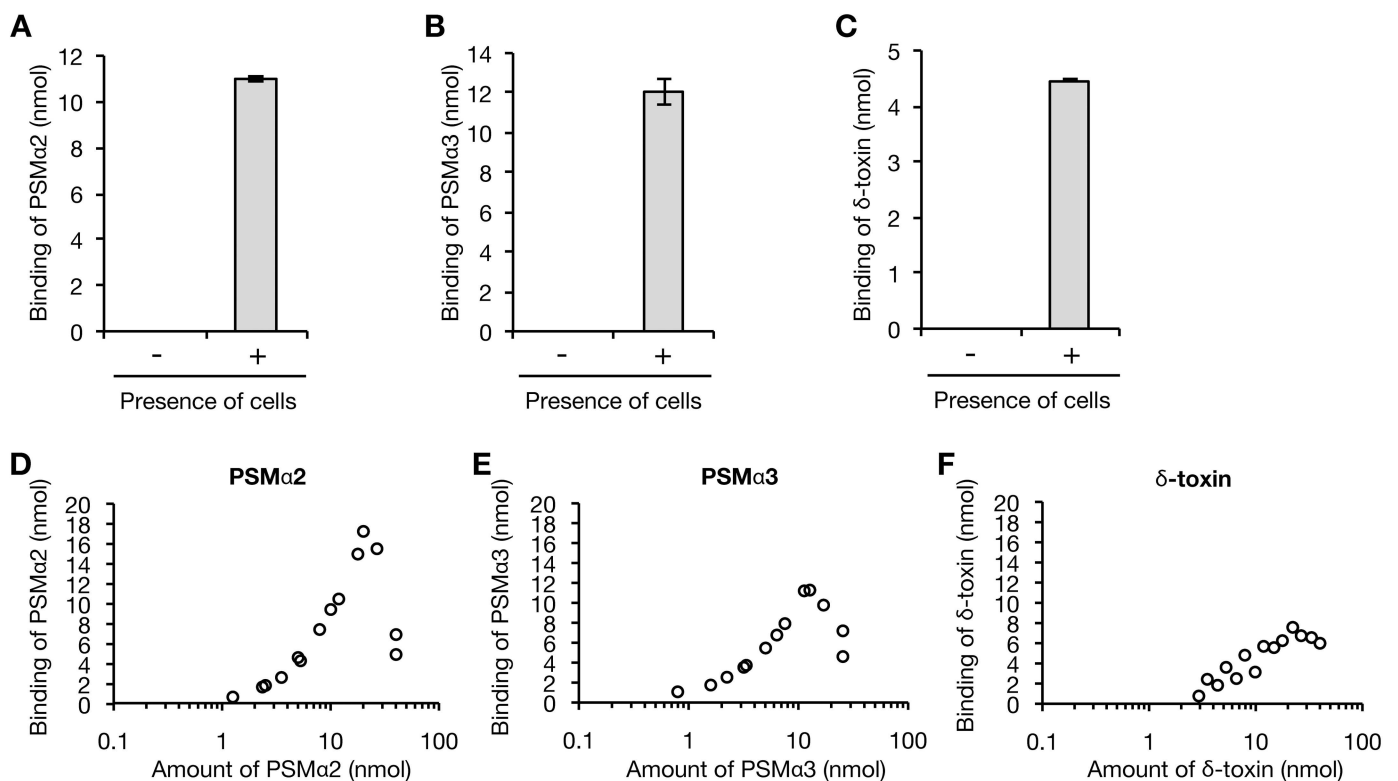 A
Binding of PSMα2 (nmol)
12
10
8
6
4
2
0
- +
Presence of cells
B
Binding of PSMα3 (nmol)
14
12
10
8
6
4
2
0
- +
Presence of cells
C
Binding of δ-toxin (nmol)
5
4
3
2
1
0
- +
Presence of cells
D
PSMα2
Binding of PSMα2 (nmol)
20
18
16
14
12
10
8
6
4
2
0
0.1 1 10 100
Amount of PSMα2 (nmol)
E
PSMα3
Binding of PSMα3 (nmol)
20
18
16
14
12
10
8
6
4
2
0
0.1 1 10 100
Amount of PSMα3 (nmol)
F
δ-toxin
Binding of δ-toxin (nmol)
20
18
16
14
12
10
8
6
4
2
0
0.1 1 10 100
Amount of δ-toxin (nmol)